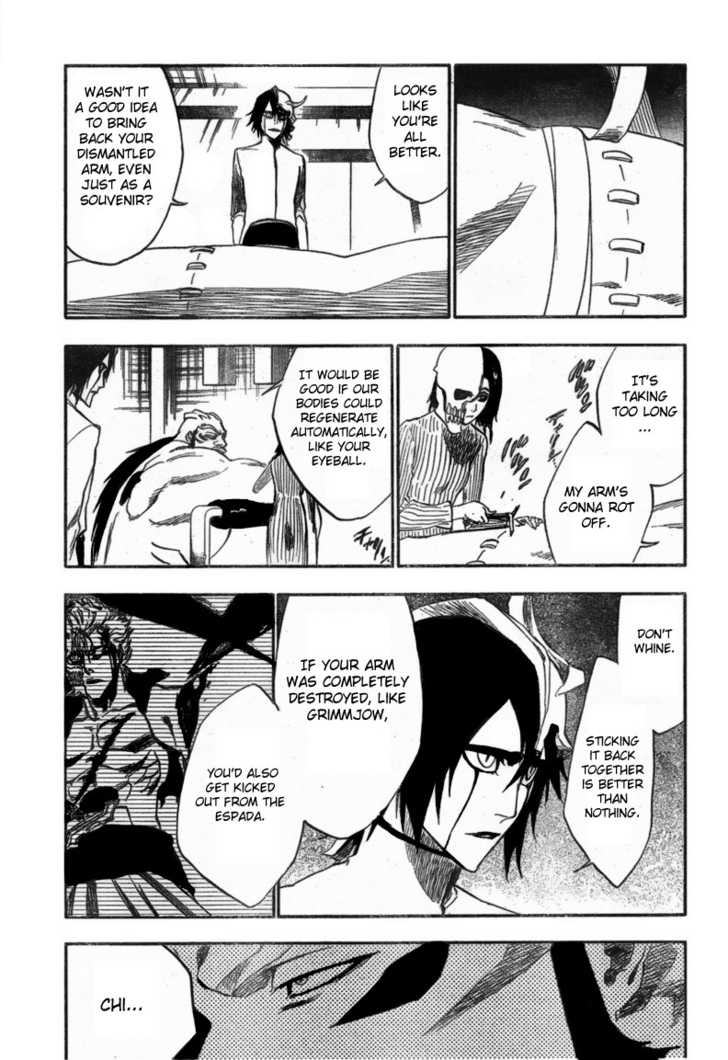 LOOKS
LIKE
YOU'RE
ALL
BETTER.
WASN'T IT
A GOOD IDEA
TO BRING
BACK YOUR
DISMANTLED
ARM, EVEN
JUST AS A
SOUVENIR?
IT'S
TAKING
TOO LONG
...
MY ARM'S
GONNA ROT
OFF.
IT WOULD BE
GOOD IF OUR
BODIES COULD
REGENERATE
AUTOMATICALLY,
LIKE YOUR
EYEBALL.
DON'T
WHINE.
STICKING
IT BACK
TOGETHER
IS BETTER
THAN
NOTHING.
IF YOUR ARM
WAS COMPLETELY
DESTROYED, LIKE
GRIMMJOW,
YOU'D ALSO
GET KICKED
OUT FROM THE
ESPADA.
CHI...